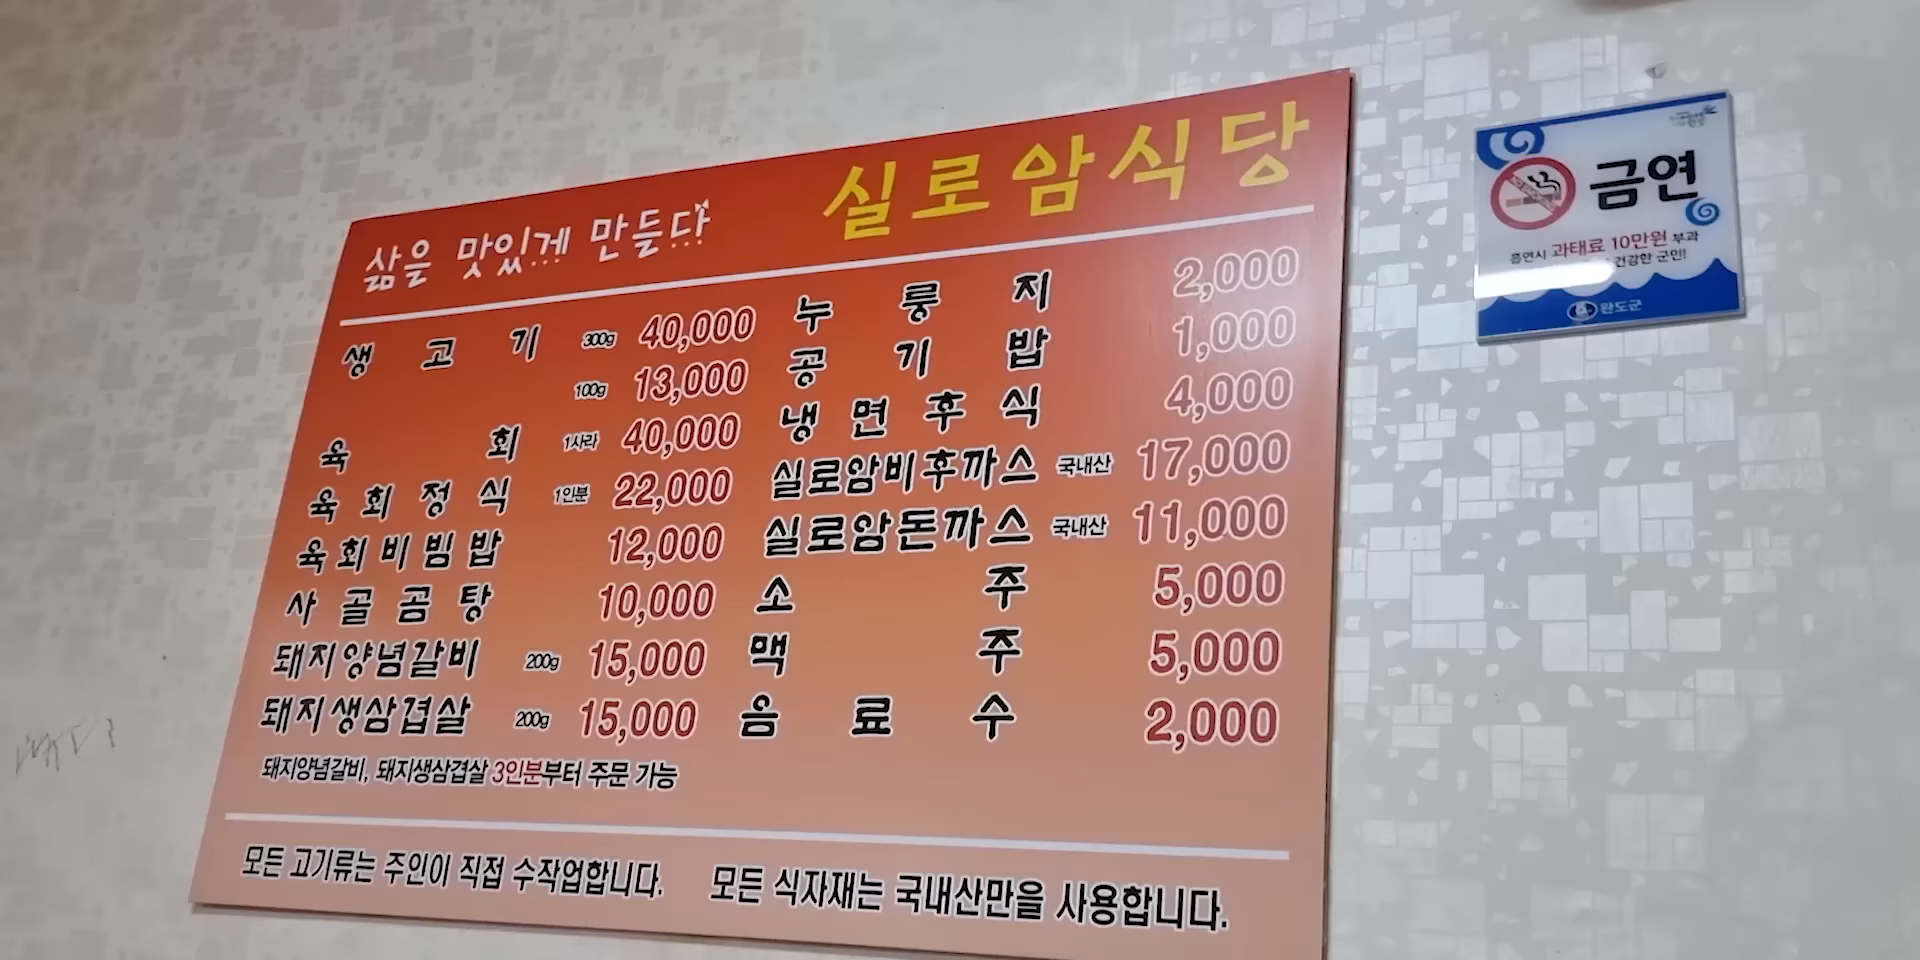 삶을 맛있게 만들다... 실로암식당
생고기 300g 40,000
100g 13,000
육회 1사라 40,000
육회정식 1인분 22,000
육회비빔밥 12,000
사골곰탕 10,000
돼지양념갈비 200g 15,000
돼지생삼겹살 200g 15,000
돼지양념갈비, 돼지생삼겹살 3인분부터 주문 가능
누룽지 2,000
공기밥 1,000
냉면후식 4,000
실로암비후까스 국내산 17,000
실로암돈까스 국내산 11,000
소주 5,000
맥주 5,000
음료수 2,000
모든 고기류는 주인이 직접 수작업합니다. 모든 식자재는 국내산만을 사용합니다.
금연
흡연시 과태료 10만원 부과
건강한 군민!
완도군